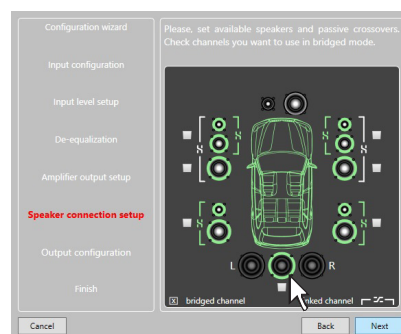 Configuration wizard
Input configuration
Input level setup
De-equalization
Amplifier output setup
Speaker connection setup
Output configuration
Finish
Please, set available speakers and passive crossovers.
Check channels you want to use in bridged mode.
L R
X bridged channel nked channel
Cancel Back Next